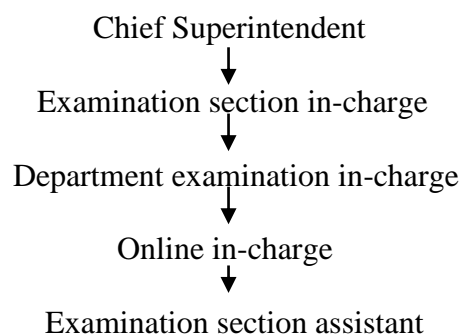 Chief Superintendent
Examination section in-charge
Department examination in-charge
Online in-charge
Examination section assistant